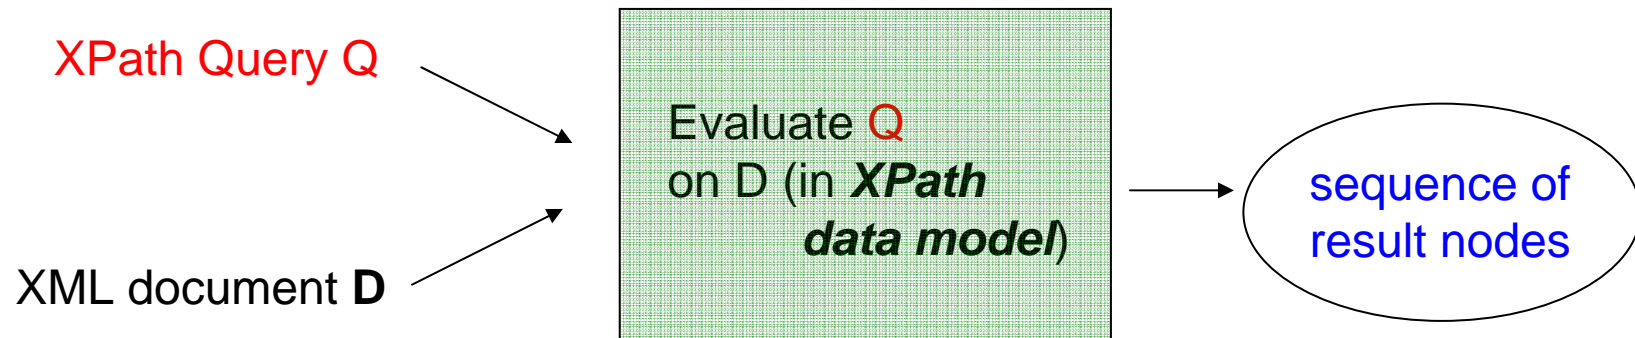 XPath Query Q
XML document D
Evaluate Q
on D (in XPath
data model)
sequence of
result nodes